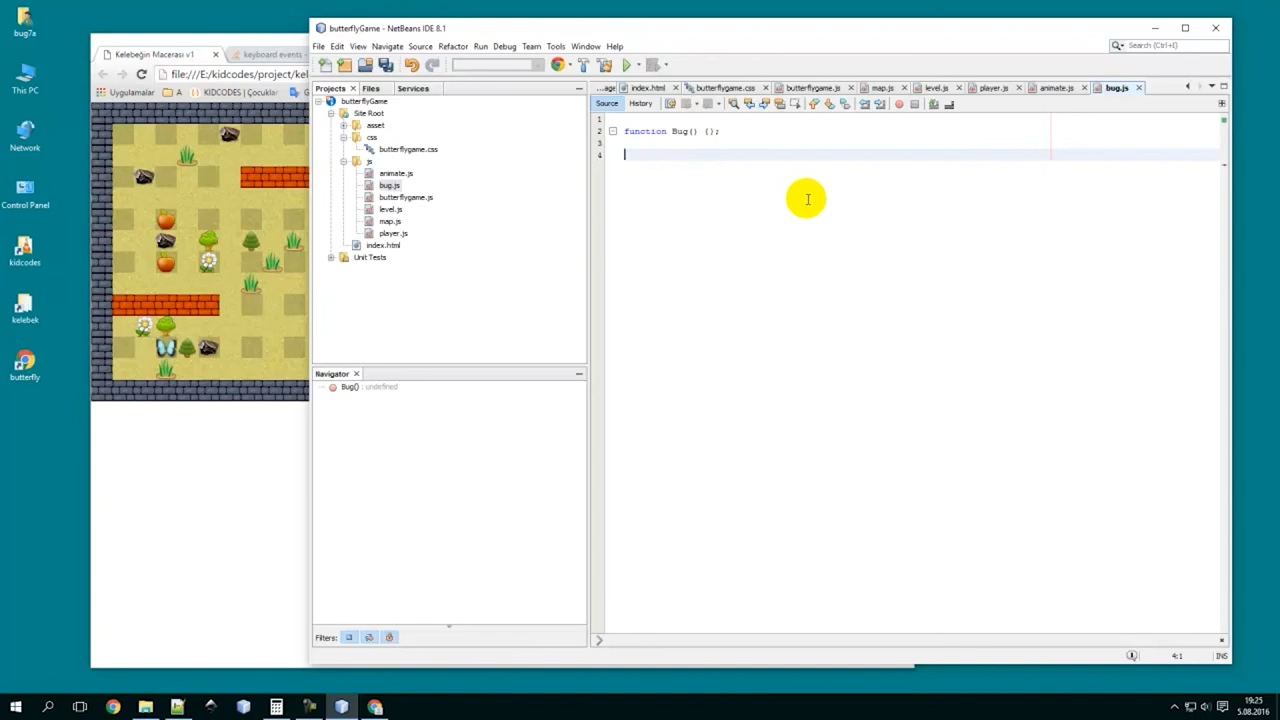 bug7a
This PC
Network
Control Panel
kidcodes
kelebek
butterfly
Kelebeğin Macerası v1
keyboard events -
file:///E:/kidcodes/project/kel
Uygulamalar
A
KIDCODES | Çocuklar
butterflyGame - NetBeans IDE 8.1
File Edit View Navigate Source Refactor Run Debug Team Tools Window Help
Search (Ctrl+I)
Projects Files Services
butterflyGame
Site Root
asset
css
butterflygame.css
js
animate.js
bug.js
butterflygame.js
level.js
map.js
player.js
index.html
Unit Tests
Navigator
Bug() : undefined
Filters:
...age index.html butterflygame.css butterflygame.js map.js level.js player.js animate.js bug.js
Source History
1
2 function Bug() {};
3
4
4:1 INS
19:25
5.08.2016